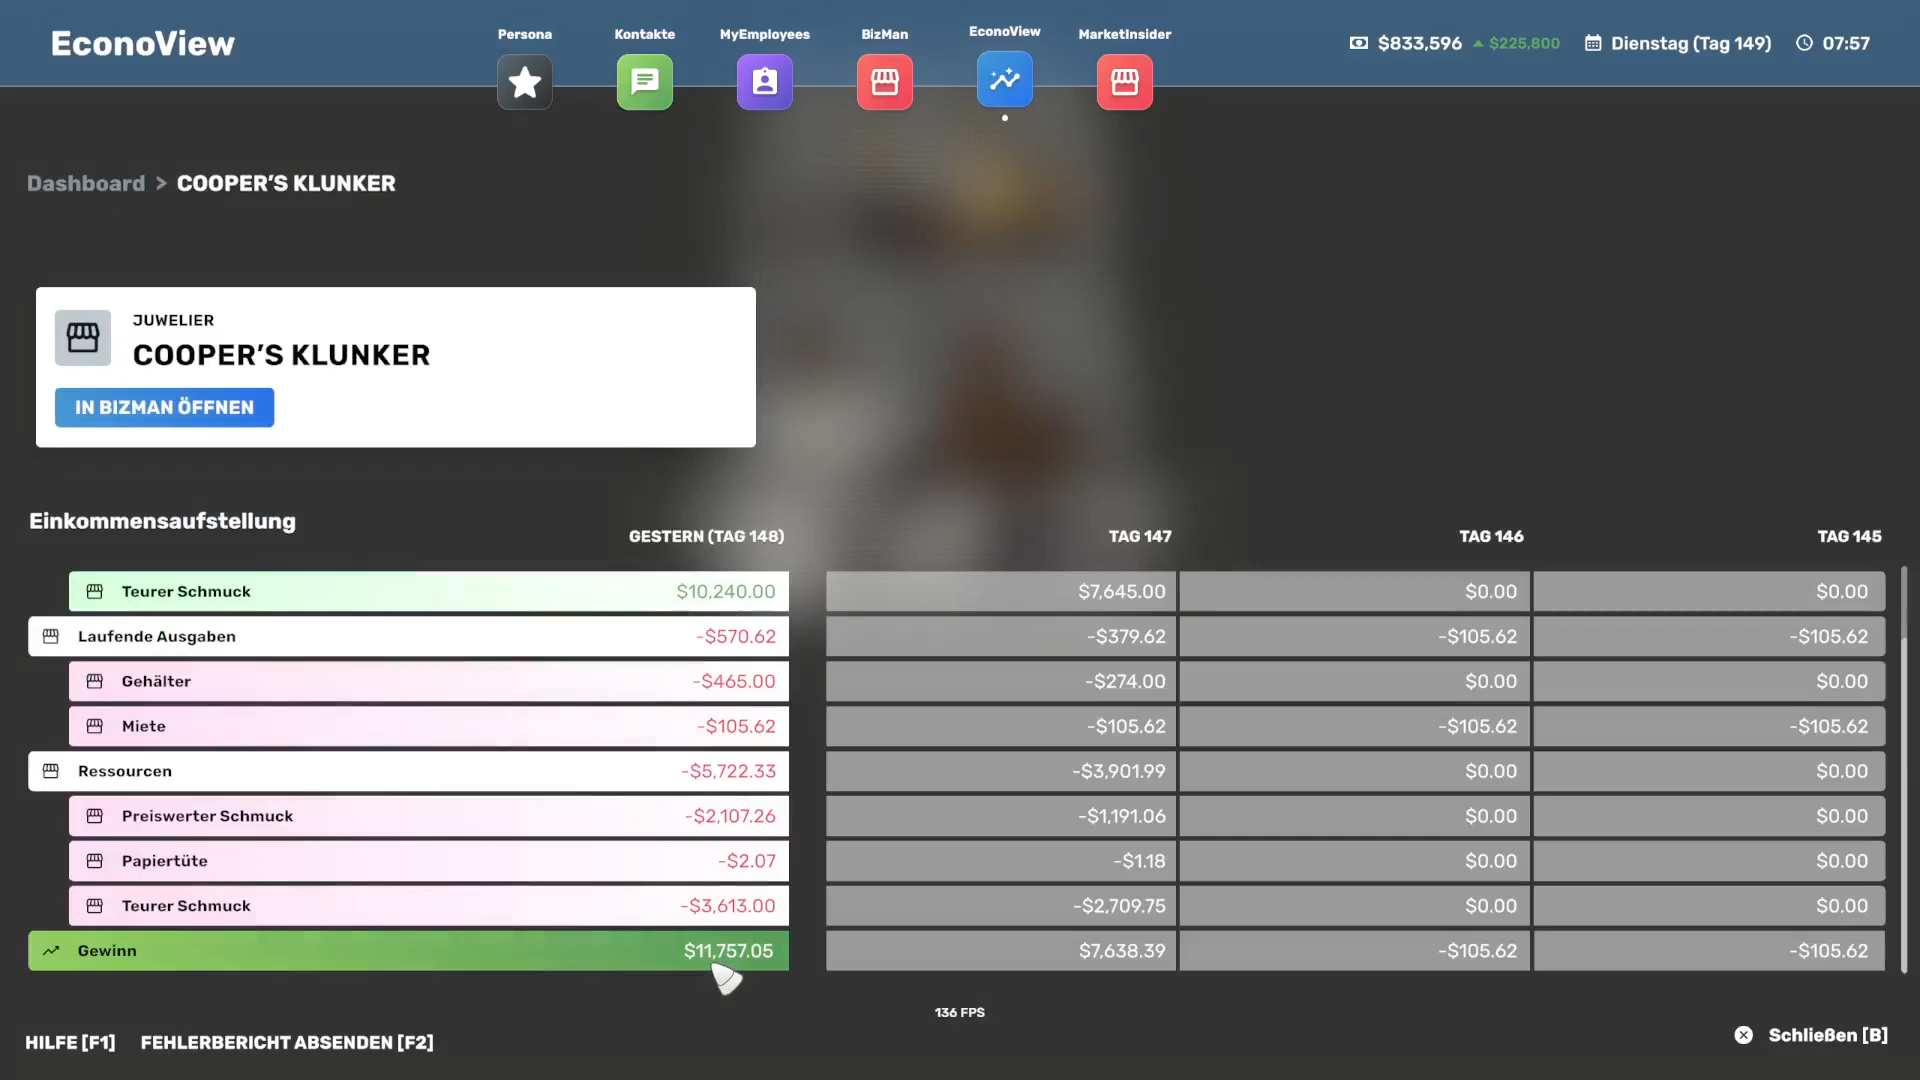 EconoView
Persona
Kontakte
MyEmployees
BizMan
EconoView
MarketInsider
$833,596 $225,800 Dienstag (Tag 149) 07:57
Dashboard > COOPER'S KLUNKER
JUWELIER
COOPER'S KLUNKER
IN BIZMAN ÖFFNEN
Einkommensaufstellung
GESTERN (TAG 148) TAG 147 TAG 146 TAG 145
Teurer Schmuck $10,240.00 $7,645.00 $0.00 $0.00
Laufende Ausgaben -$570.62 -$379.62 -$105.62 -$105.62
Gehälter -$465.00 -$274.00 $0.00 $0.00
Miete -$105.62 -$105.62 -$105.62 -$105.62
Ressourcen -$5,722.33 -$3,901.99 $0.00 $0.00
Preiswerter Schmuck -$2,107.26 -$1,191.06 $0.00 $0.00
Papiertüte -$2.07 -$1.18 $0.00 $0.00
Teurer Schmuck -$3,613.00 -$2,709.75 $0.00 $0.00
Gewinn $11,757.05 $7,638.39 -$105.62 -$105.62
136 FPS
HILFE [F1] FEHLERBERICHT ABSENDEN [F2]
Schließen [B]